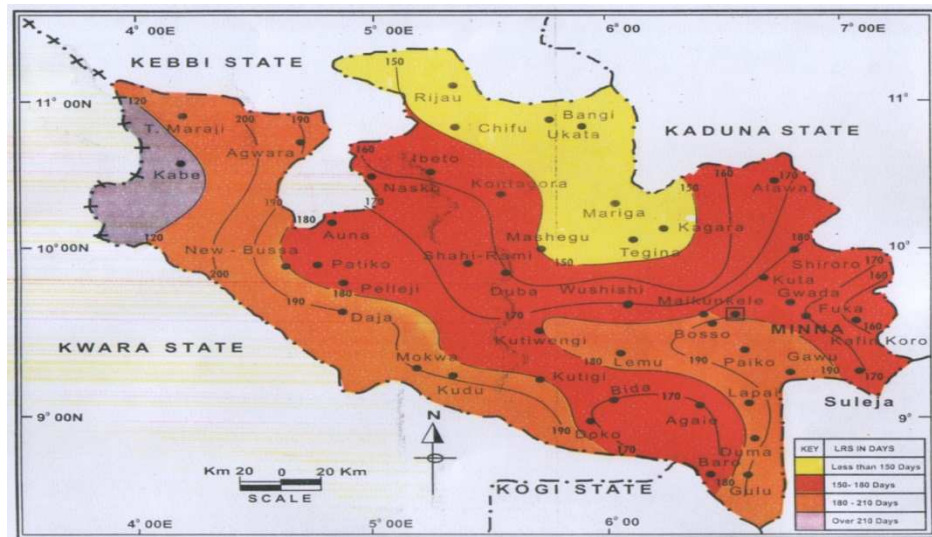 4° 00E
5° 00E
6° 00
7° 00E
KEBBI STATE
11° 00N
11°
150
Rijau
Bangi
Ukata
Chifu
KADUNA STATE
120
T. Maraji
200
190
Agwara
Kabe
160
Ibeto
Nasko
Kontagora
170
150
160
170
Alawa
Mariga
Kagara
Tegina
190
180
Auna
10° 00N
10°
120
New - Bussa
200
Patiko
Shahi-Rami
Mashegu
150
180
Shiroro
170
160
Kuta
Gwada
Pelleji
180
190
Daja
Duba
Wushishi
170
Maikunkele
Fuka
160
Kutiwengi
Bosso
MINNA
Kafin Koro
KWARA STATE
Mokwa
180
Lemu
190
Paiko
Gawu
190
170
Kudu
Kutigi
Bida
170
Lapai
Suleja
9° 00N
9°
190
Doko
Agaie
170
N
Duma
Baro
180
Gulu
Km 20
0
20 Km
SCALE
KOGI STATE
KEY
LRS IN DAYS
Less than 150 Days
150- 180 Days
180 - 210 Days
Over 210 Days
4° 00
5° 00E
6° 00
7° 00E